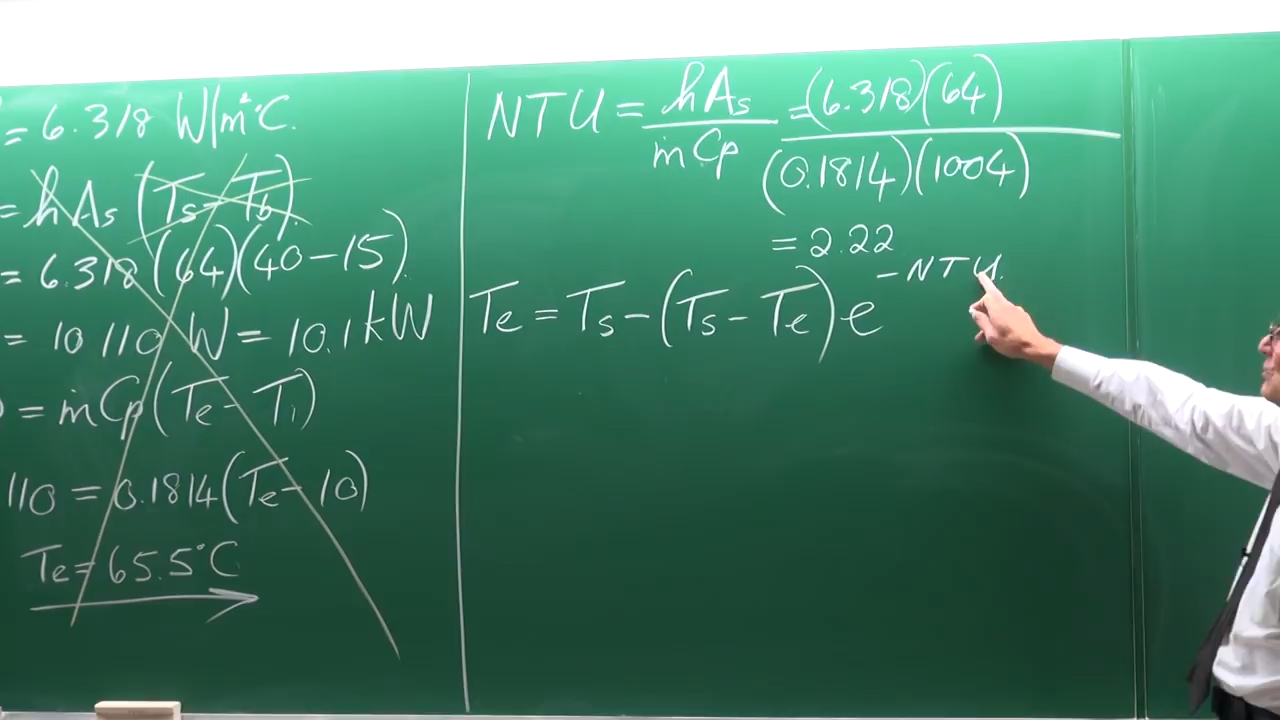 = 6.318 W/m²°C.
= hAs (Ts - Tb).
= 6.318 (64)(40-15).
= 10110 W = 10.1 kW
= ṁCp (Te - Ti)
110 = 0.1814 (Te - 10)
Te = 65.5°C
NTU = hAs / ṁCp = (6.318)(64) / (0.1814)(1004)
= 2.22
Te = Ts - (Ts - Te) e^-NTU.